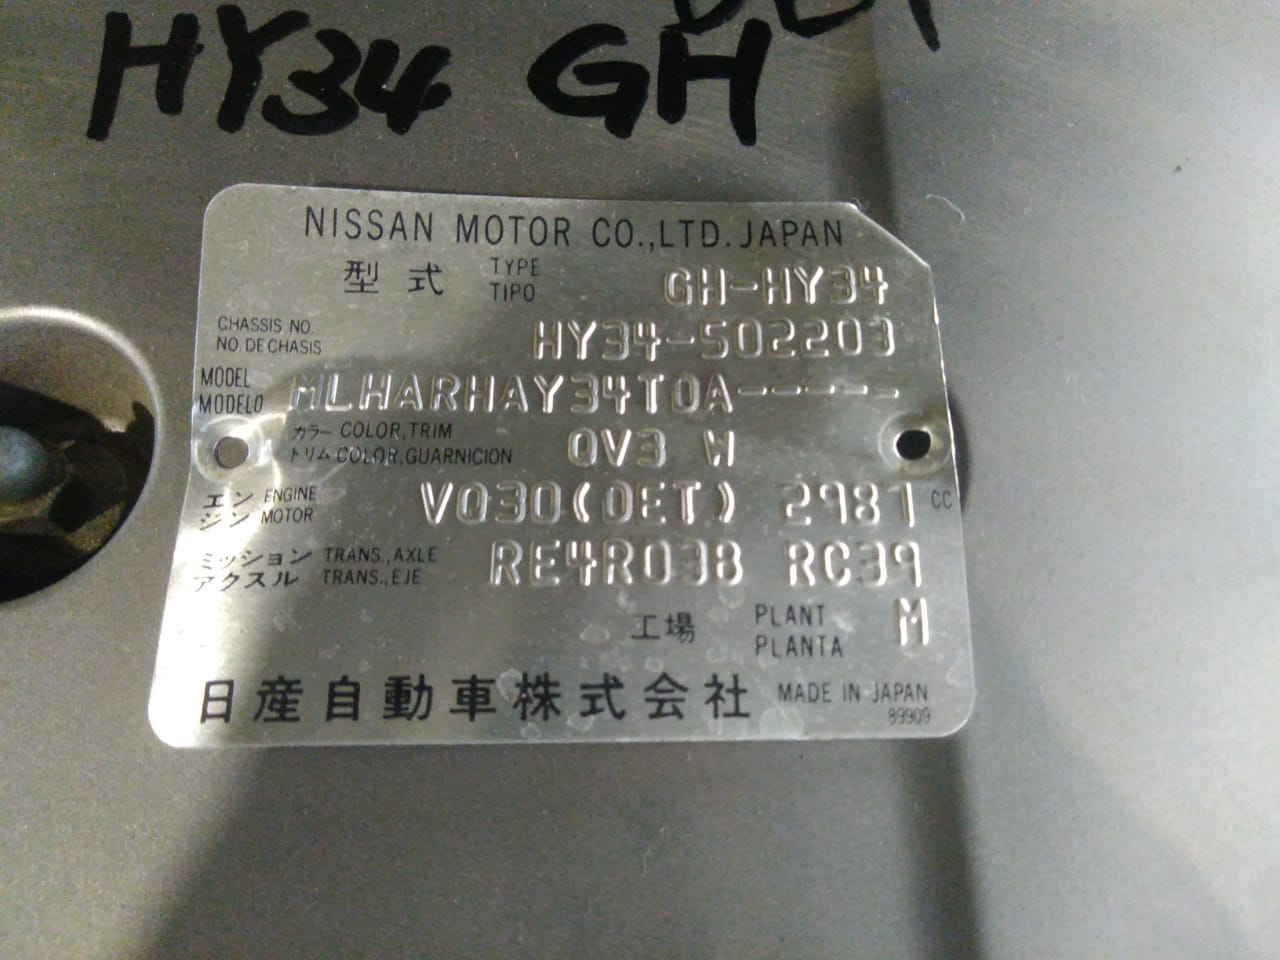 DET
HY34 GH
NISSAN MOTOR CO.,LTD. JAPAN
型式 TYPE TIPO GH-HY34
CHASSIS NO. NO. DE CHASIS HY34-502203
MODEL MODELO MLHARHAY34TOA-----
カラー COLOR,TRIM トリム COLOR,GUARNICION QV3 W
エンジン ENGINE MOTOR VQ30(DET) 2987 CC
ミッション TRANS.,AXLE アクスル TRANS.,EJE RE4R03B RC39
工場 PLANT PLANTA M
日産自動車株式会社 MADE IN JAPAN
89909